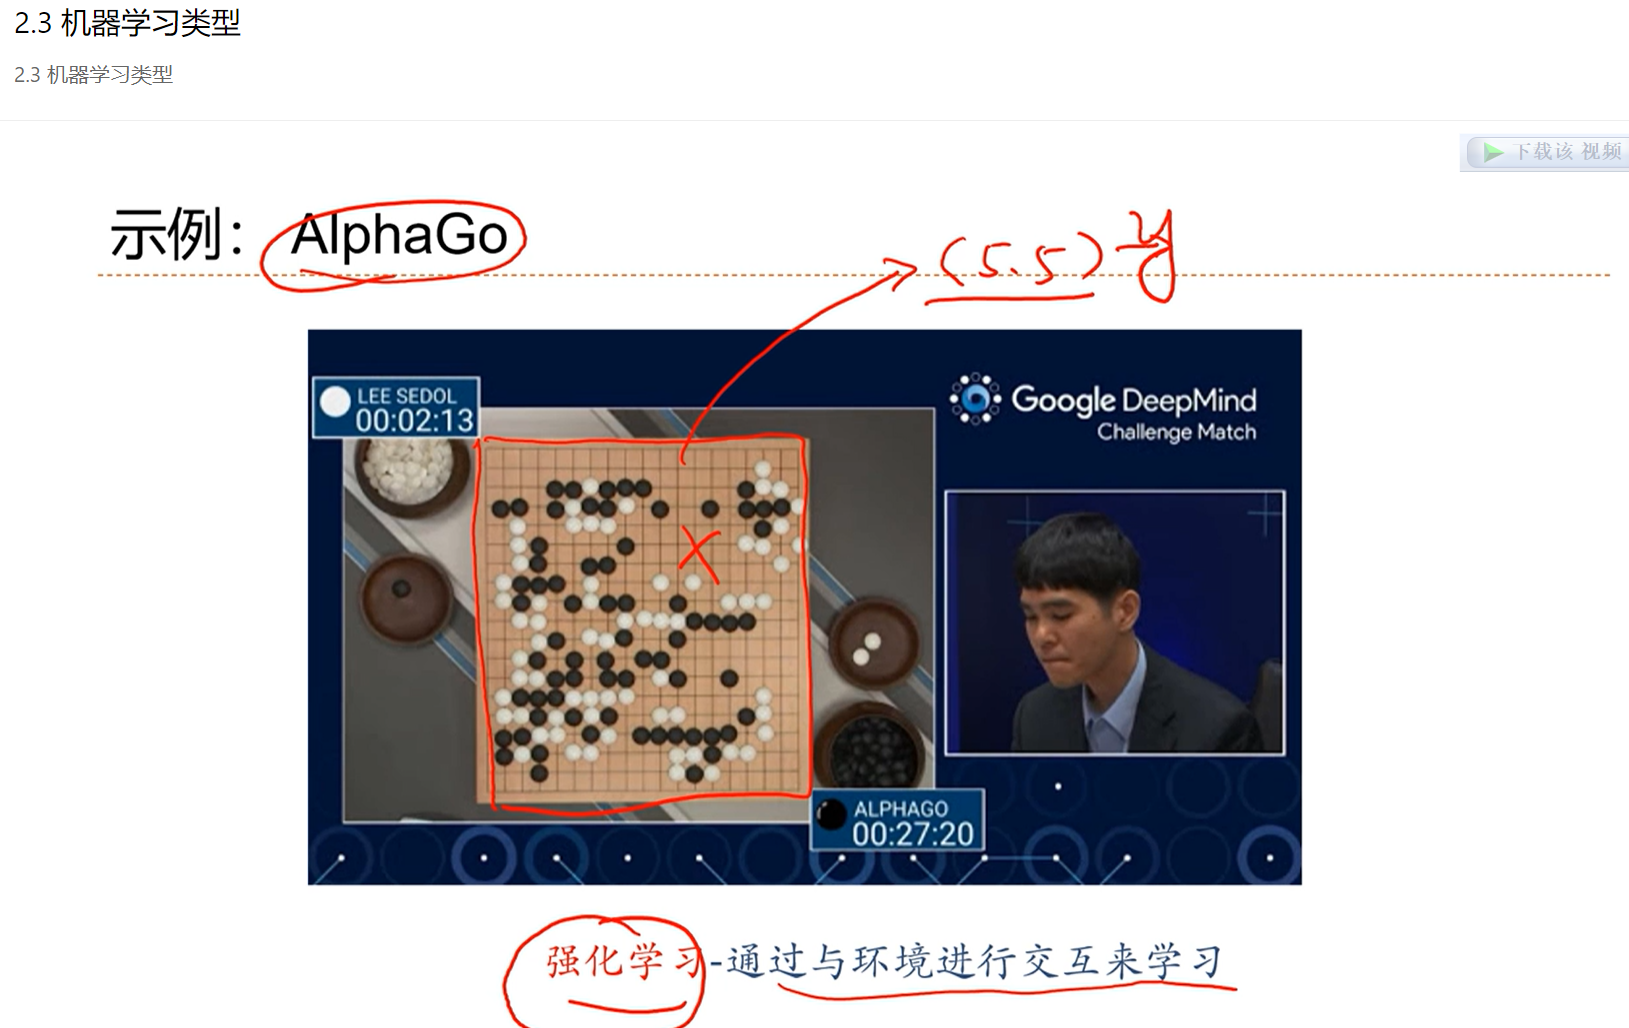 2.3 机器学习类型
2.3 机器学习类型
下载该 视频
示例: AlphaGo
(5.5) y
LEE SEDOL
00:02:13
Google DeepMind
Challenge Match
X
ALPHAGO
00:27:20
强化学习-通过与环境进行交互来学习